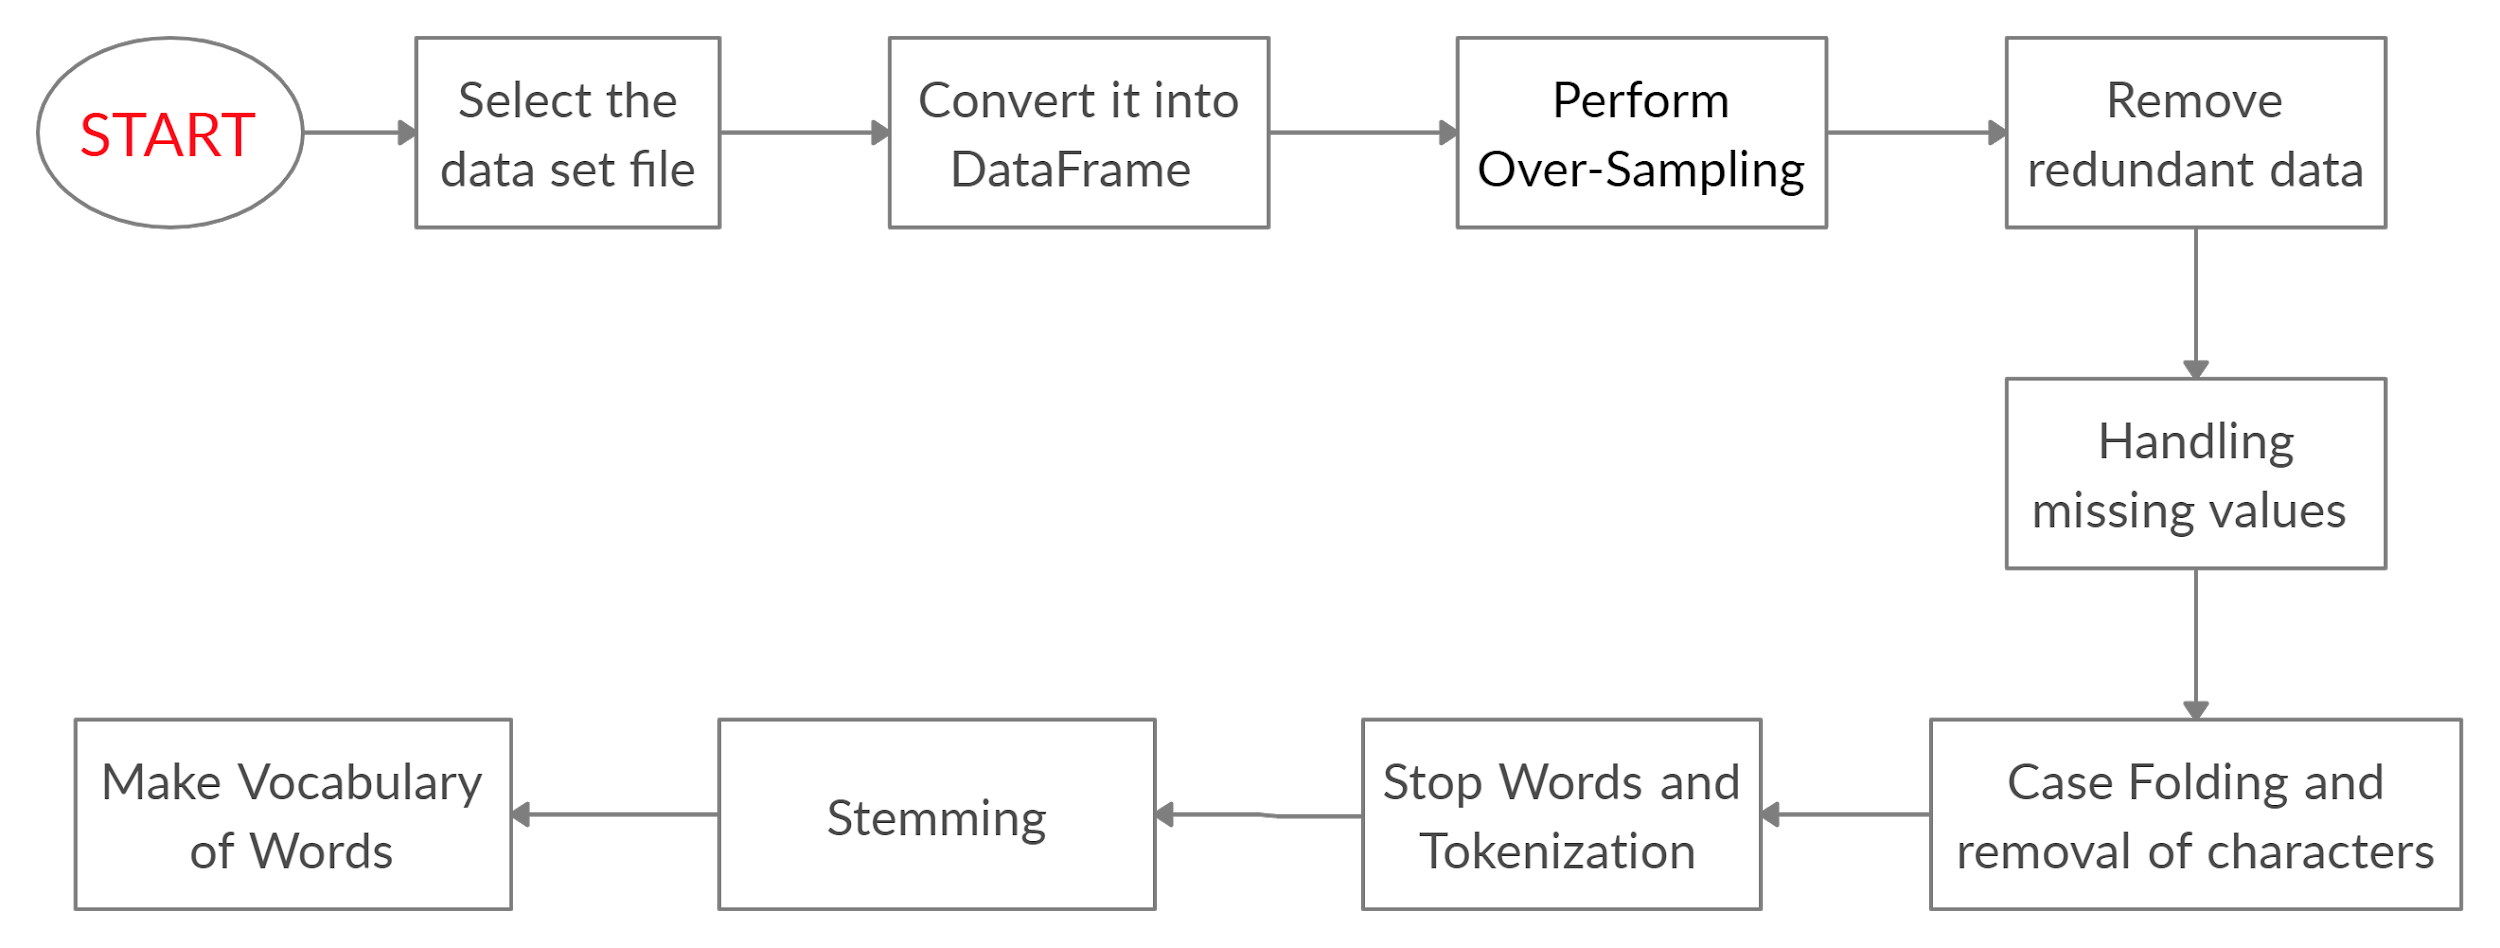 START
Select the
data set file
Convert it into
DataFrame
Perform
Over-Sampling
Remove
redundant data
Handling
missing values
Case Folding and
removal of characters
Stop Words and
Tokenization
Stemming
Make Vocabulary
of Words